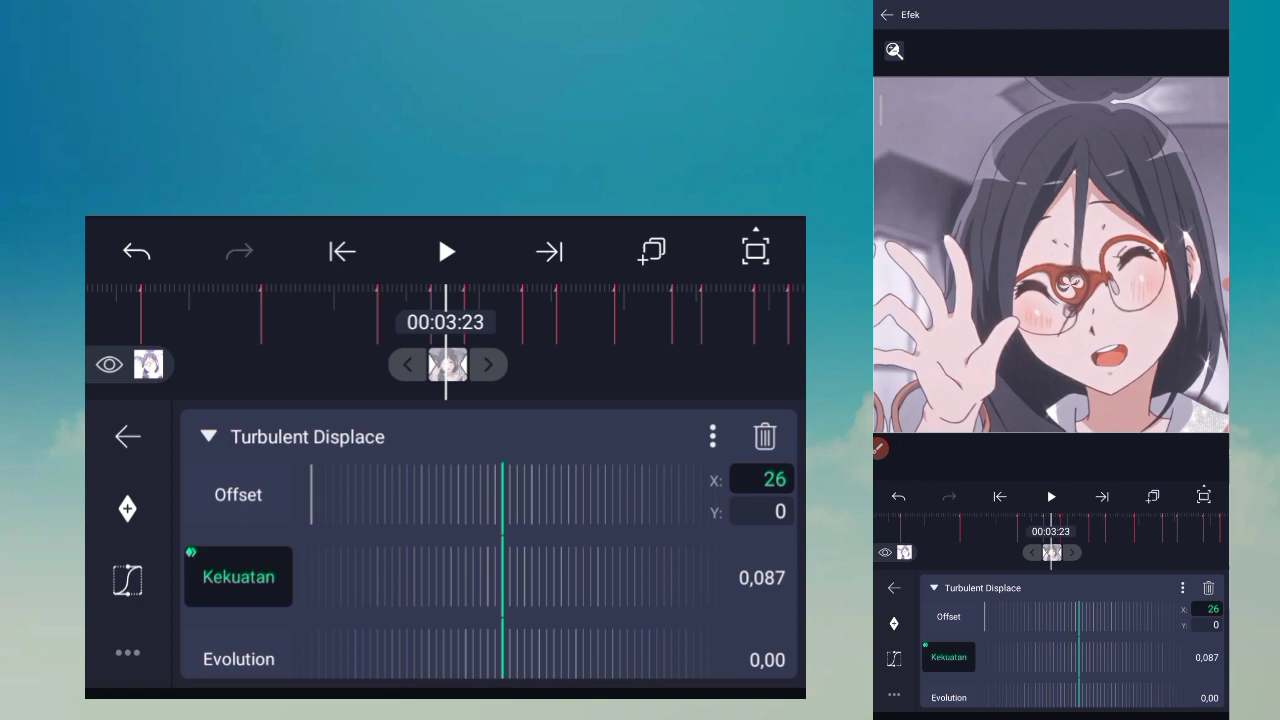 00:03:23
Turbulent Displace
Offset
X: 26
Y: 0
Kekuatan
0,087
Evolution
0,00
Efek
00:03:23
Turbulent Displace
Offset
X: 26
Y: 0
Kekuatan
0,087
Evolution
0,00